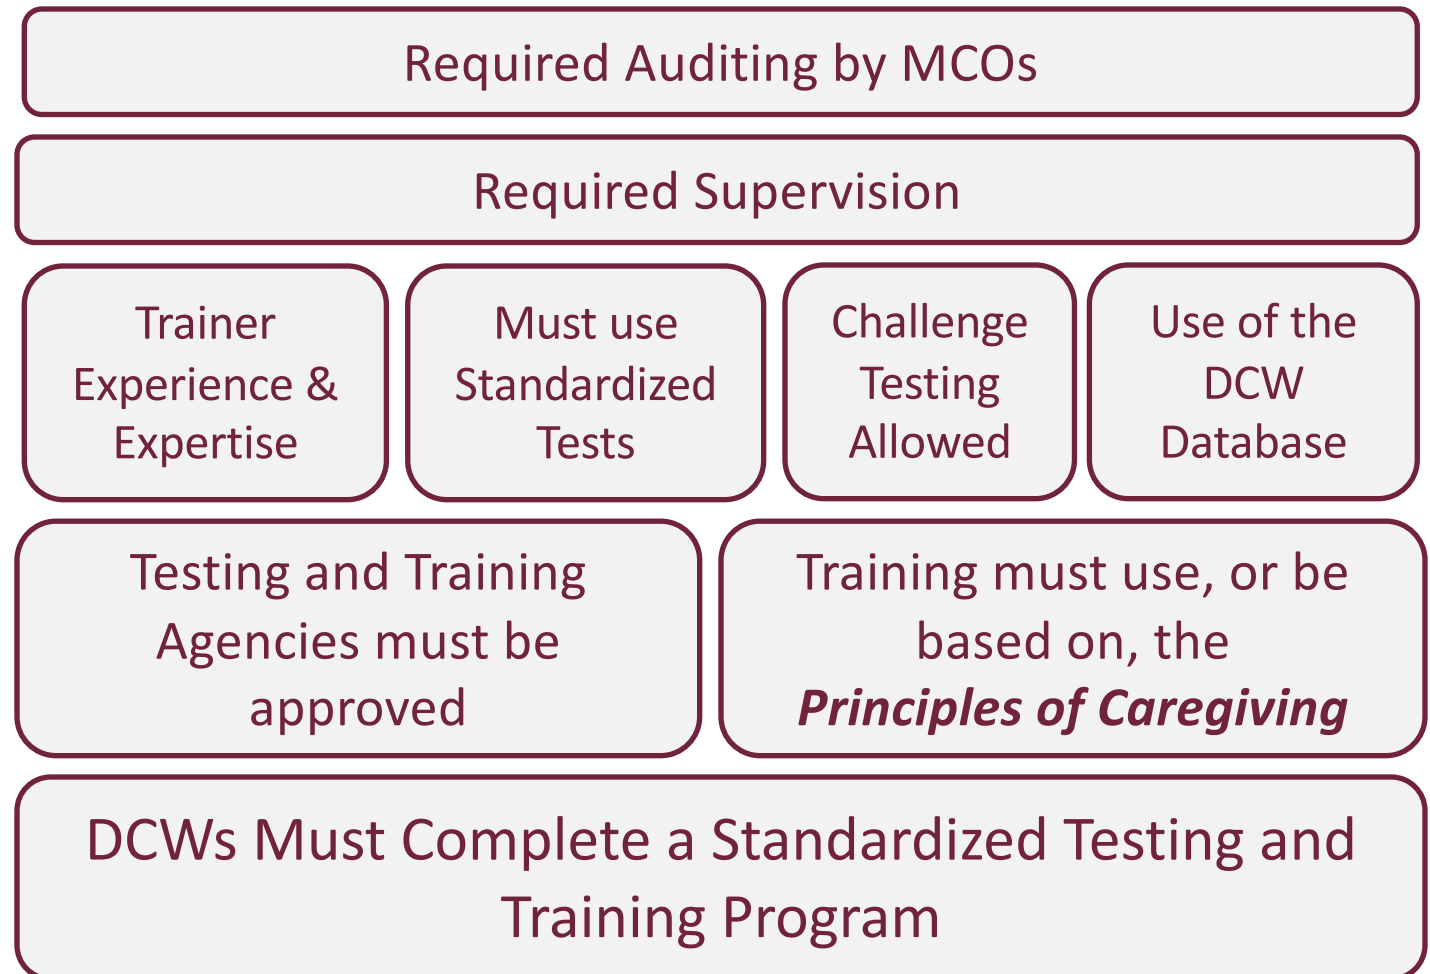 Required Auditing by MCOs
Required Supervision
Trainer
Experience &
Expertise
Must use
Standardized
Tests
Challenge
Testing
Allowed
Use of the
DCW
Database
Testing and Training
Agencies must be
approved
Training must use, or be
based on, the
Principles of Caregiving
DCWs Must Complete a Standardized Testing and
Training Program